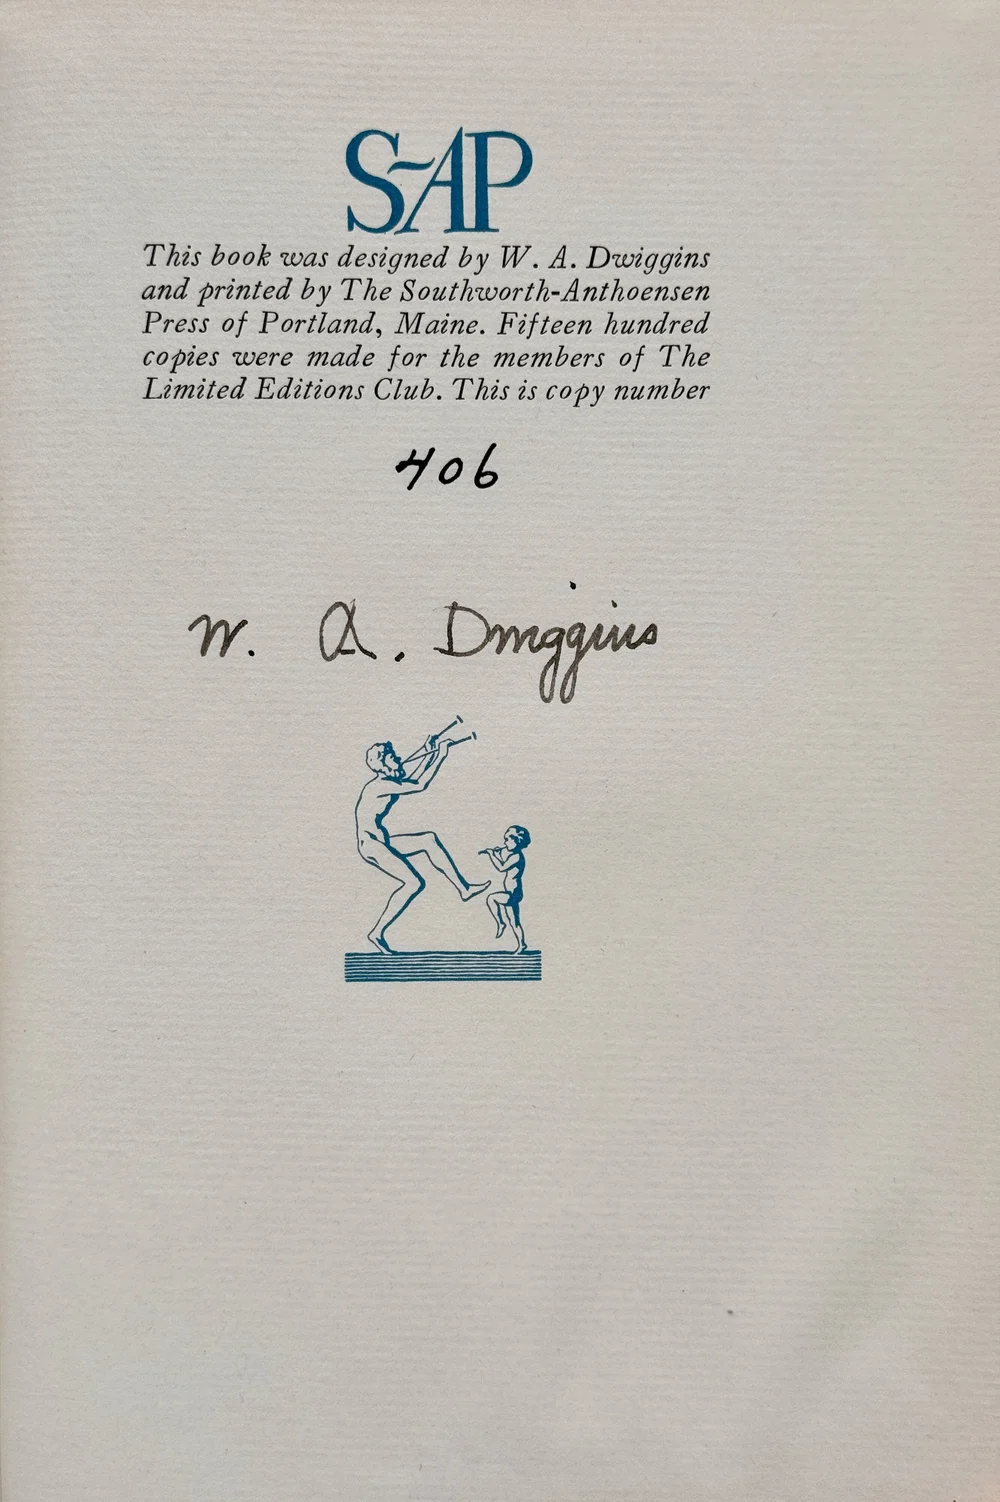 S-AP
This book was designed by W. A. Dwiggins
and printed by The Southworth-Anthoensen
Press of Portland, Maine. Fifteen hundred
copies were made for the members of The
Limited Editions Club. This is copy number
406
W. A. Dwiggins